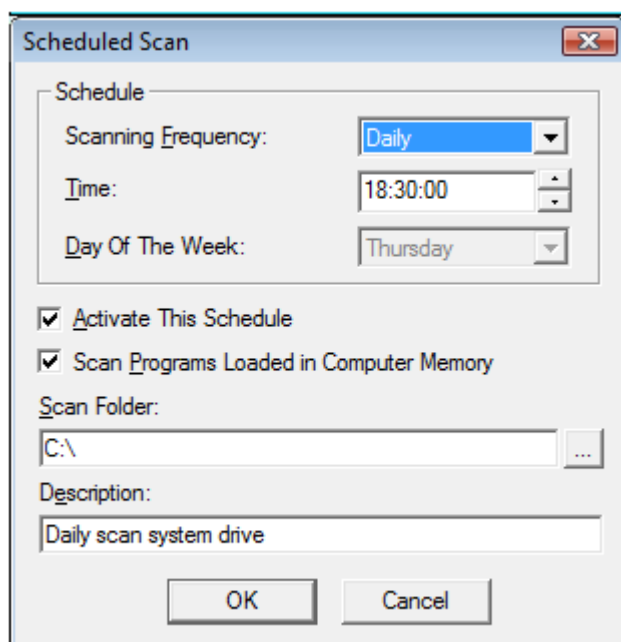 Scheduled Scan
Schedule
Scanning Frequency: Daily
Time: 18:30:00
Day Of The Week: Thursday
Activate This Schedule
Scan Programs Loaded in Computer Memory
Scan Folder:
C:\
...
Description:
Daily scan system drive
OK Cancel